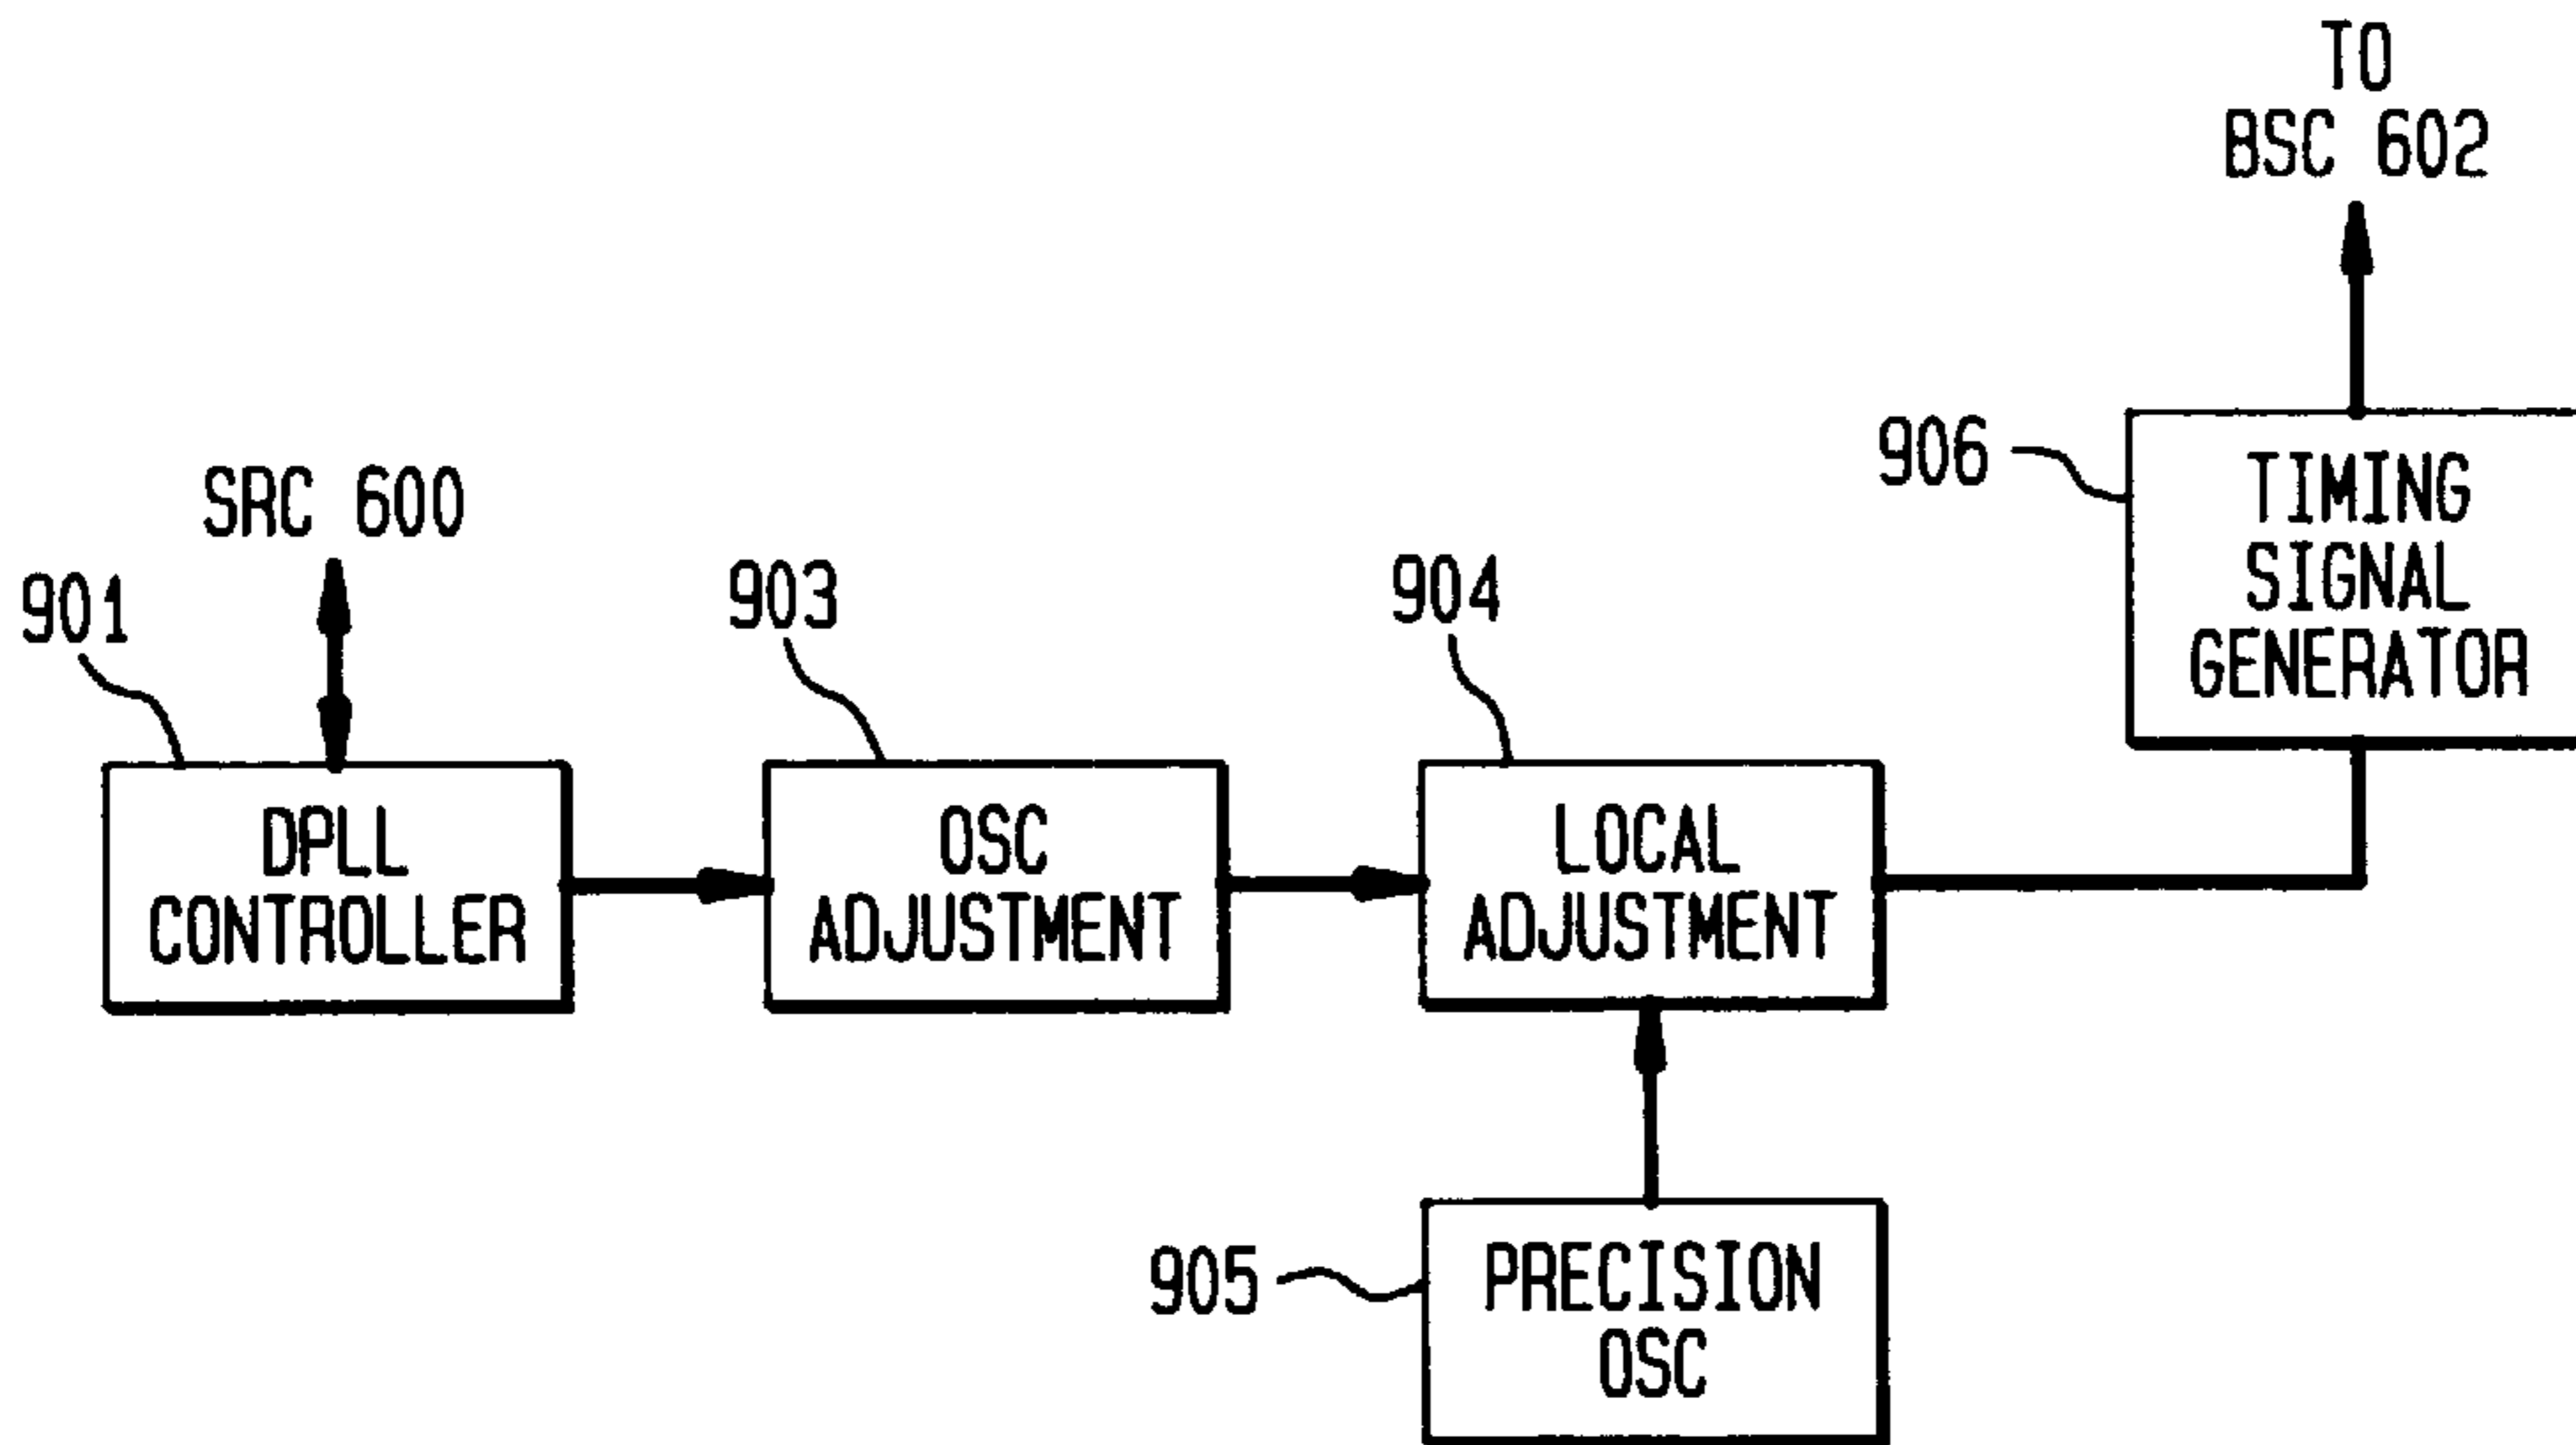 TO
BSC 602
906
TIMING
SIGNAL
GENERATOR
SRC 600
901
903
904
DPLL
CONTROLLER
OSC
ADJUSTMENT
LOCAL
ADJUSTMENT
905
PRECISION
OSC